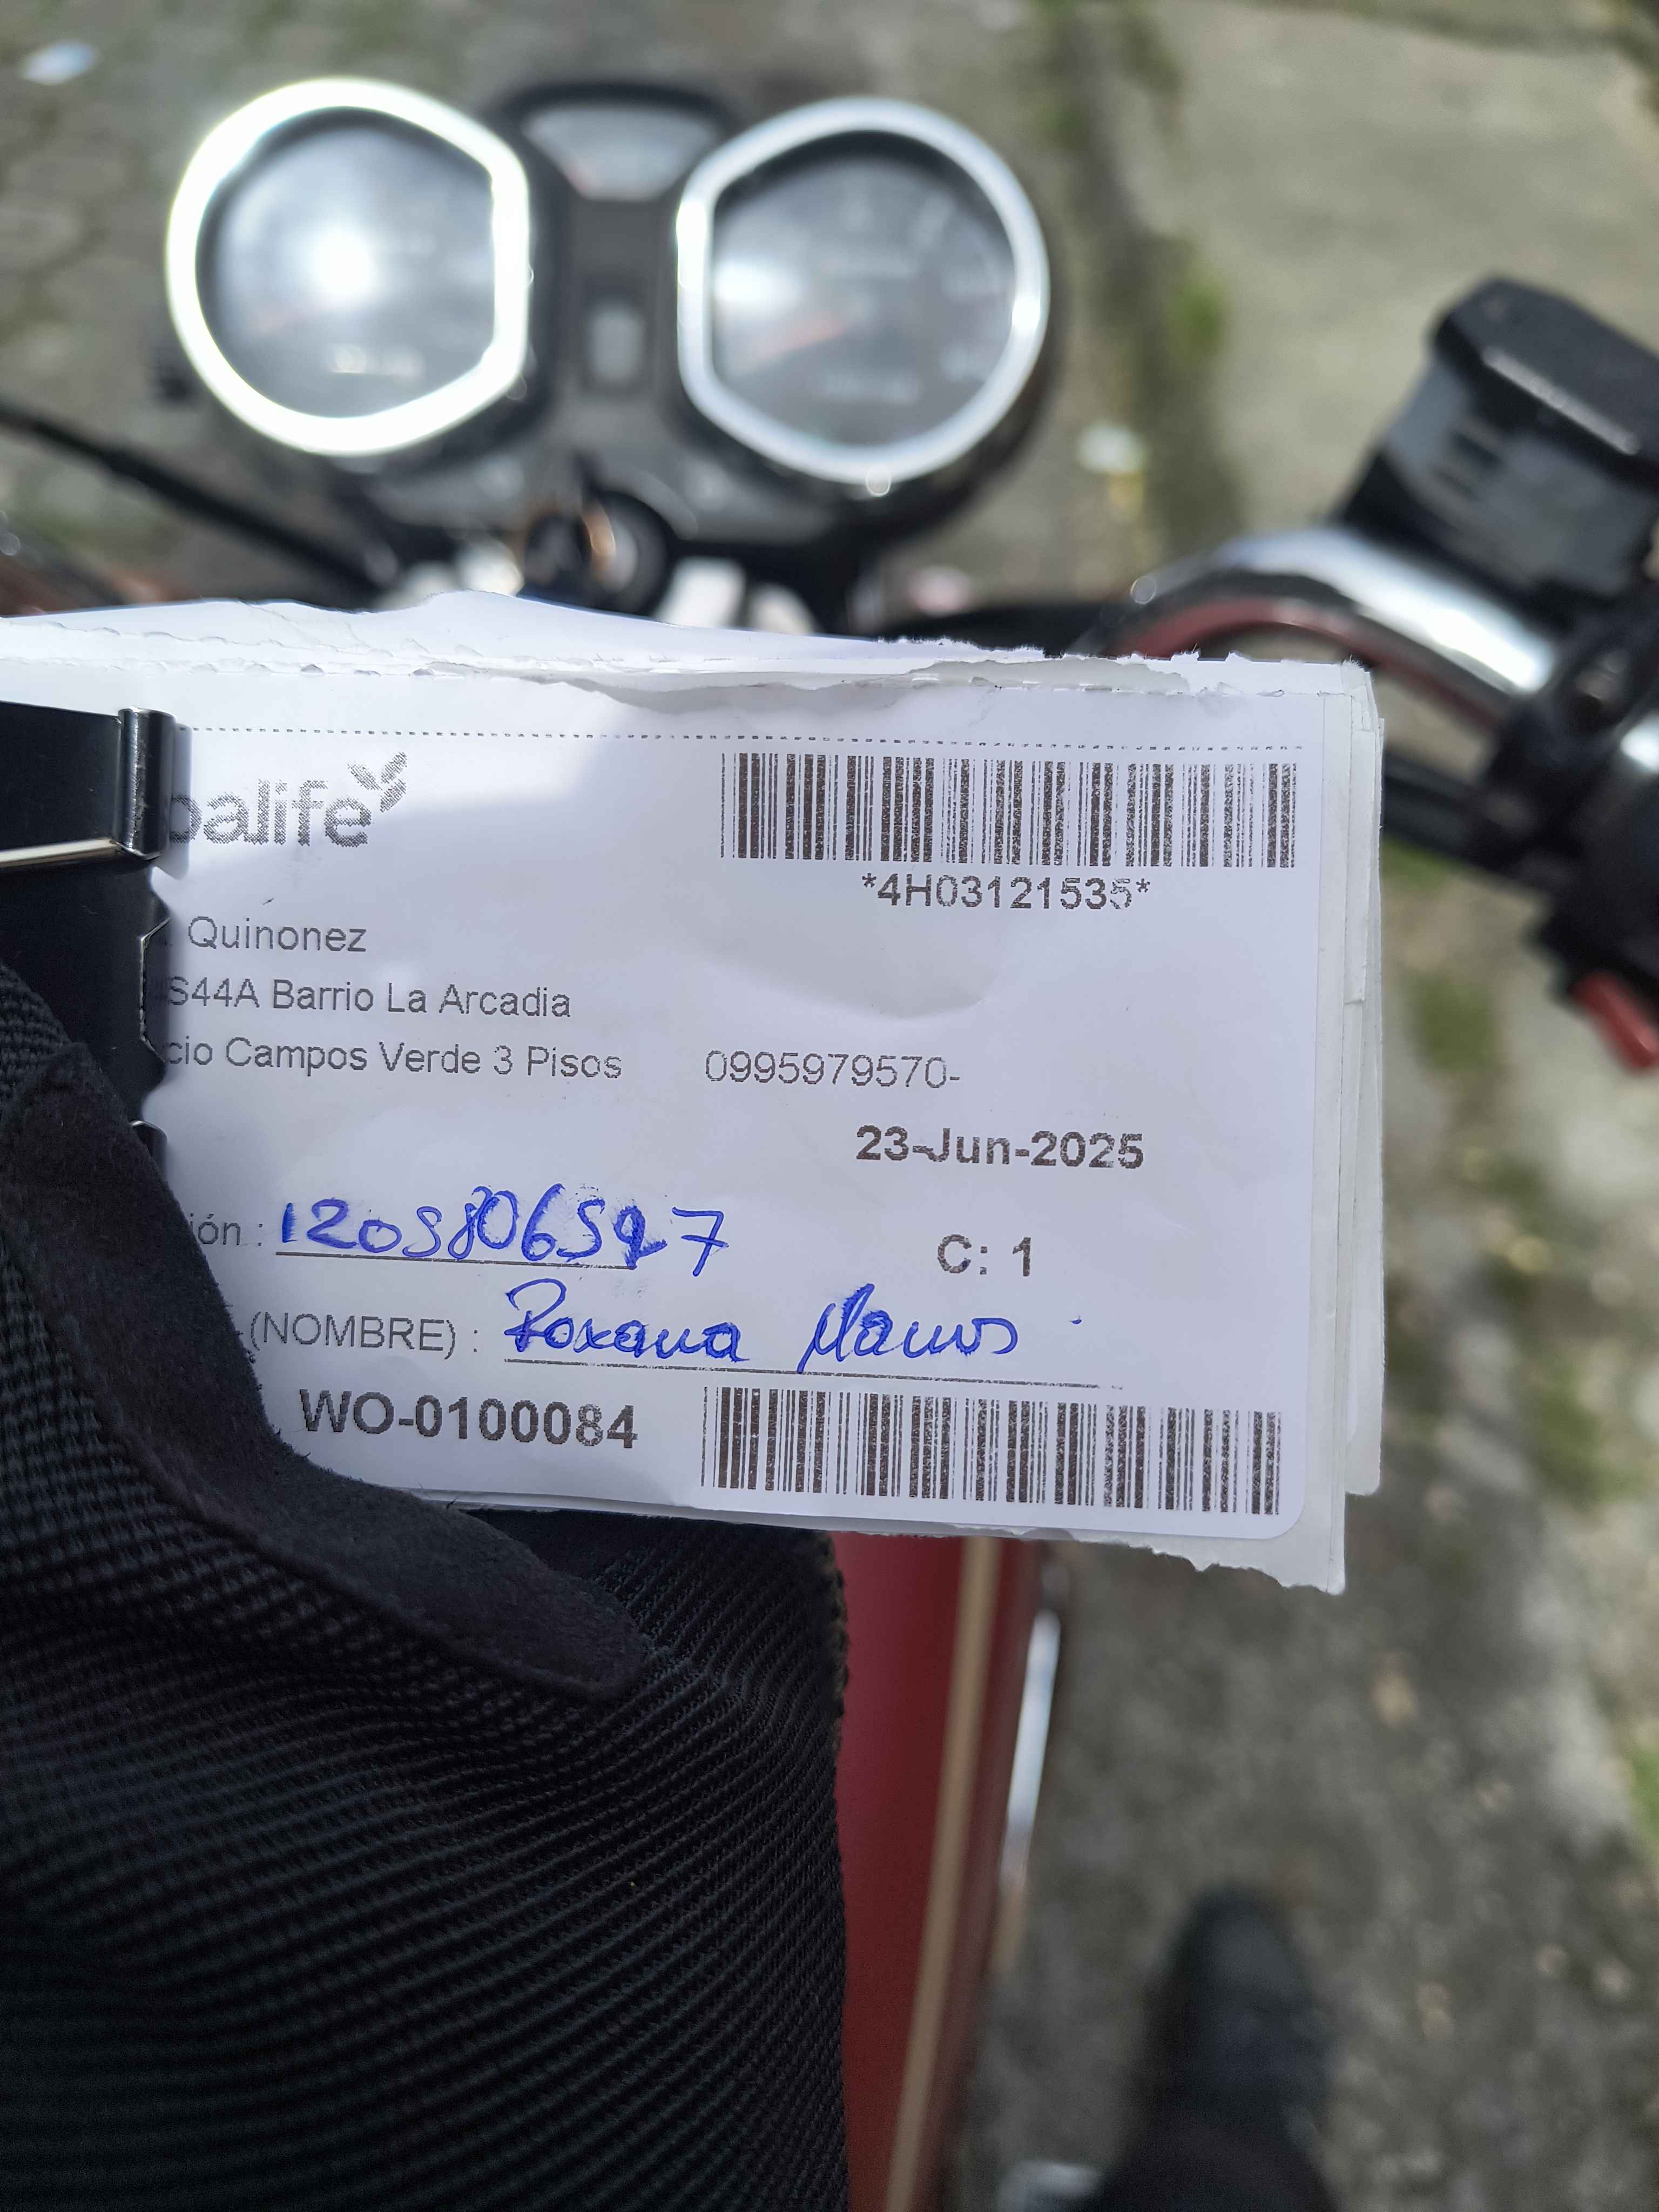 balife
*4H03121535*
. Quinonez
S44A Barrio La Arcadia
cio Campos Verde 3 Pisos 0995979570-
23-Jun-2025
ión : 1205806527
C: 1
(NOMBRE) : Roxana
WO-0100084